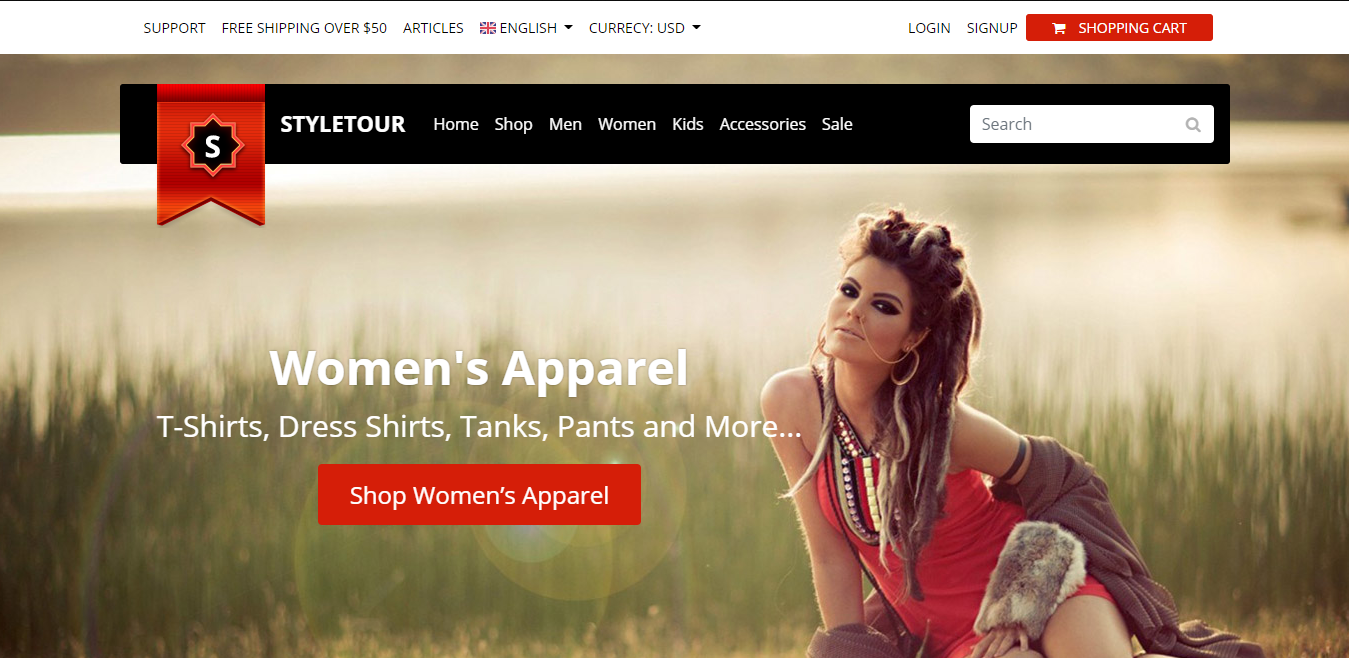 SUPPORT FREE SHIPPING OVER $50 ARTICLES ENGLISH CURRECY: USD LOGIN SIGNUP SHOPPING CART
S STYLETOUR Home Shop Men Women Kids Accessories Sale Search
Women's Apparel
T-Shirts, Dress Shirts, Tanks, Pants and More...
Shop Women’s Apparel